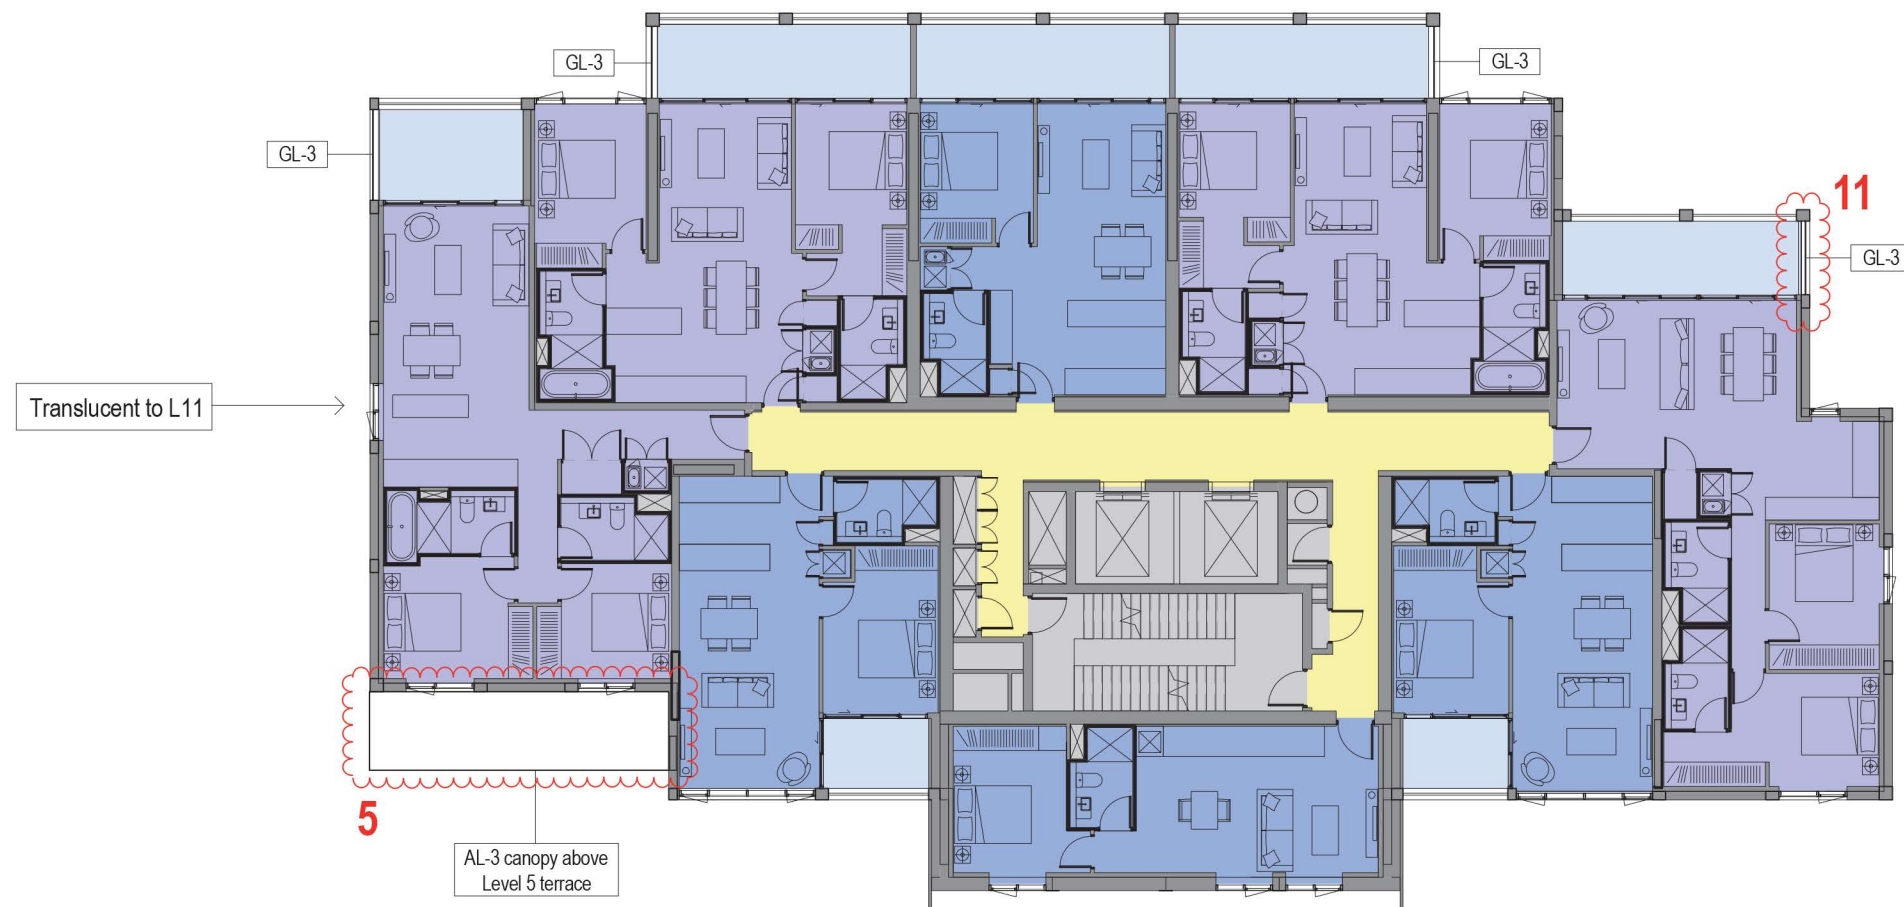 GL-3
GL-3
GL-3
11
GL-3
Translucent to L11
5
AL-3 canopy above
Level 5 terrace